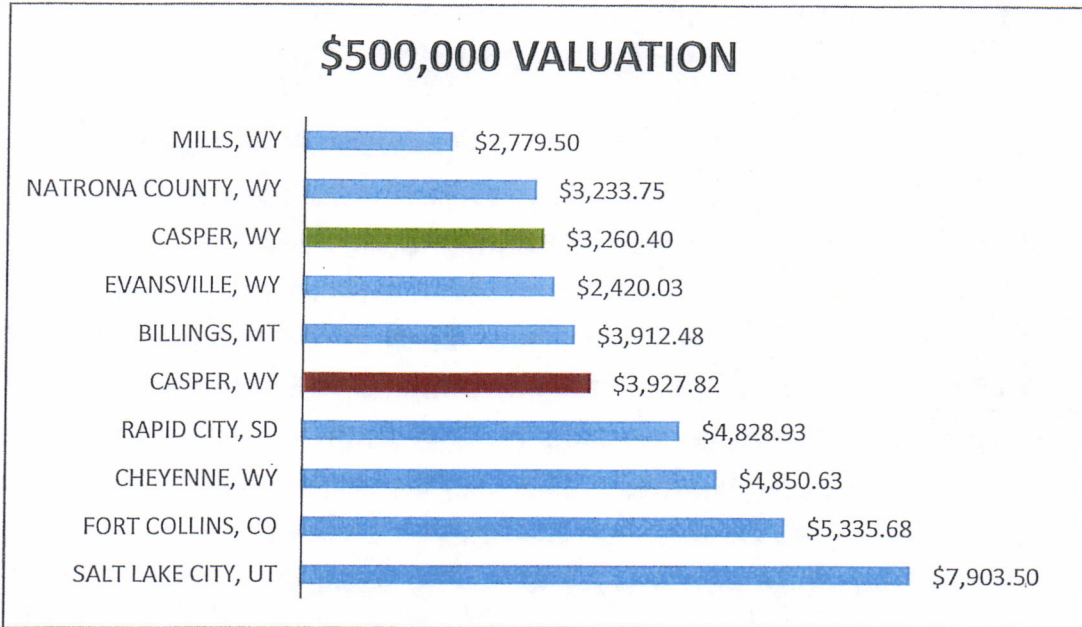 $500,000 VALUATION
MILLS, WY $2,779.50
NATRONA COUNTY, WY $3,233.75
CASPER, WY $3,260.40
EVANSVILLE, WY $2,420.03
BILLINGS, MT $3,912.48
CASPER, WY $3,927.82
RAPID CITY, SD $4,828.93
CHEYENNE, WY $4,850.63
FORT COLLINS, CO $5,335.68
SALT LAKE CITY, UT $7,903.50